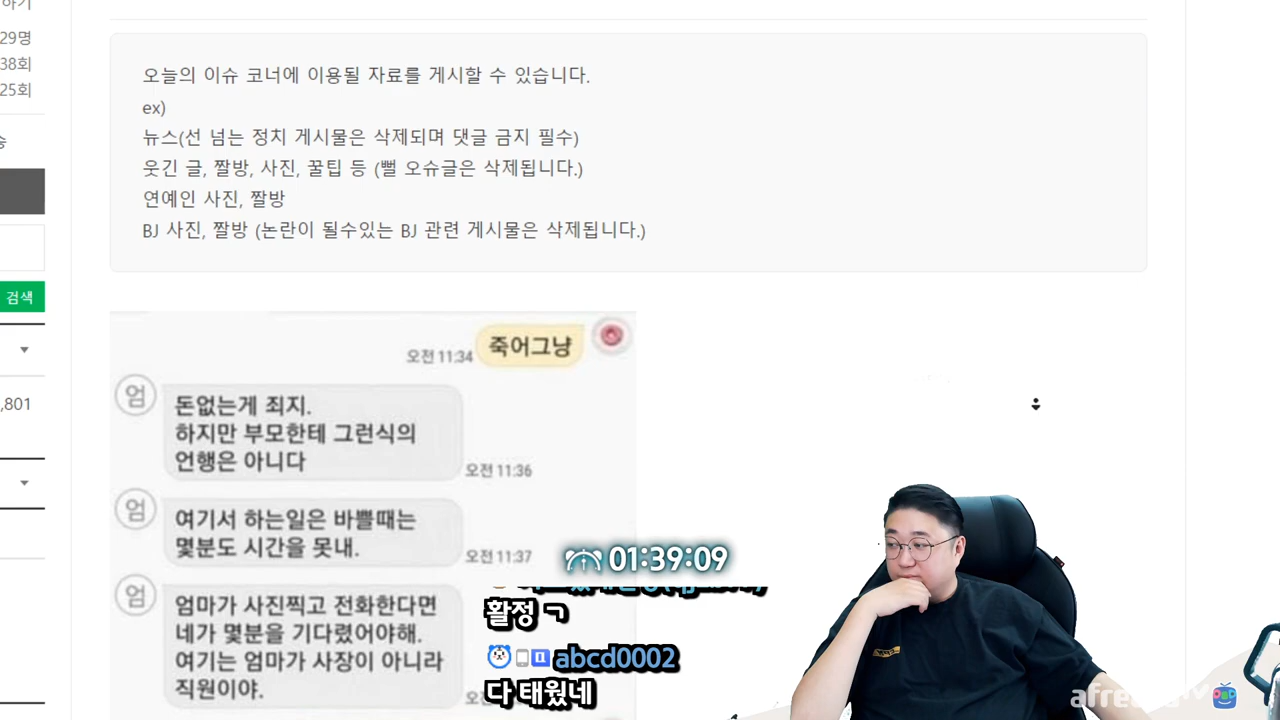 하기
29명
38회
25회
검색
,801
오늘의 이슈 코너에 이용될 자료를 게시할 수 있습니다.
ex)
뉴스(선 넘는 정치 게시물은 삭제되며 댓글 금지 필수)
웃긴 글, 짤방, 사진, 꿀팁 등 (뻘 오슈글은 삭제됩니다.)
연예인 사진, 짤방
BJ 사진, 짤방 (논란이 될수있는 BJ 관련 게시물은 삭제됩니다.)
오전 11:34 죽어그냥
엄
돈없는게 죄지.
하지만 부모한테 그런식의
언행은 아니다
오전 11:36
엄
여기서 하는일은 바쁠때는
몇분도 시간을 못내.
오전 11:37
엄
엄마가 사진찍고 전화한다면
네가 몇분을 기다렸어야해.
여기는 엄마가 사장이 아니라
직원이야.
01:39:09
활정 ㄱ
abcd0002
다 태웠네